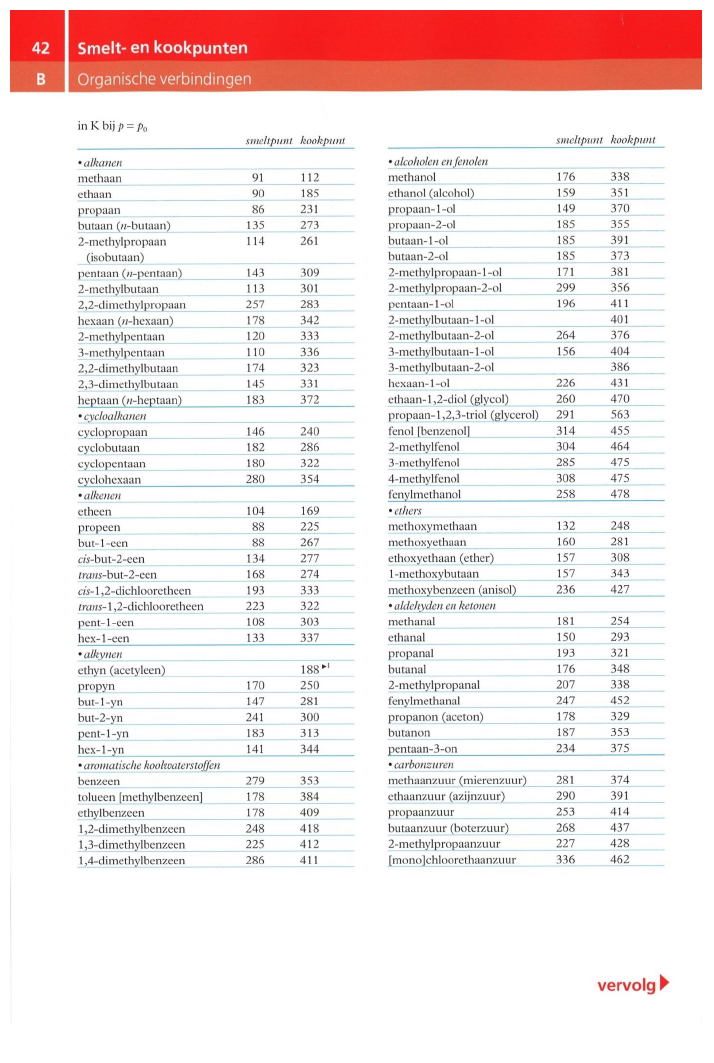 42 Smelt- en kookpunten
B Organische verbindingen
in K bij p = p₀
smeltpunt kookpunt
• alkanen
methaan 91 112
ethaan 90 185
propaan 86 231
butaan (n-butaan) 135 273
2-methylpropaan 114 261
(isobutaan)
pentaan (n-pentaan) 143 309
2-methylbutaan 113 301
2,2-dimethylpropaan 257 283
hexaan (n-hexaan) 178 342
2-methylpentaan 120 333
3-methylpentaan 110 336
2,2-dimethylbutaan 174 323
2,3-dimethylbutaan 145 331
heptaan (n-heptaan) 183 372
• cycloalkanen
cyclopropaan 146 240
cyclobutaan 182 286
cyclopentaan 180 322
cyclohexaan 280 354
• alkenen
etheen 104 169
propeen 88 225
but-1-een 88 267
cis-but-2-een 134 277
trans-but-2-een 168 274
cis-1,2-dichlooretheen 193 333
trans-1,2-dichlooretheen 223 322
pent-1-een 108 303
hex-1-een 133 337
• alkynen
ethyn (acetyleen) 188 ▶1
propyn 170 250
but-1-yn 147 281
but-2-yn 241 300
pent-1-yn 183 313
hex-1-yn 141 344
• aromatische koolwaterstoffen
benzeen 279 353
tolueen [methylbenzeen] 178 384
ethylbenzeen 178 409
1,2-dimethylbenzeen 248 418
1,3-dimethylbenzeen 225 412
1,4-dimethylbenzeen 286 411
smeltpunt kookpunt
• alcoholen en fenolen
methanol 176 338
ethanol (alcohol) 159 351
propaan-1-ol 149 370
propaan-2-ol 185 355
butaan-1-ol 185 391
butaan-2-ol 185 373
2-methylpropaan-1-ol 171 381
2-methylpropaan-2-ol 299 356
pentaan-1-ol 196 411
2-methylbutaan-1-ol 401
2-methylbutaan-2-ol 264 376
3-methylbutaan-1-ol 156 404
3-methylbutaan-2-ol 386
hexaan-1-ol 226 431
ethaan-1,2-diol (glycol) 260 470
propaan-1,2,3-triol (glycerol) 291 563
fenol [benzenol] 314 455
2-methylfenol 304 464
3-methylfenol 285 475
4-methylfenol 308 475
fenylmethanol 258 478
• ethers
methoxymethaan 132 248
methoxyethaan 160 281
ethoxyethaan (ether) 157 308
1-methoxybutaan 157 343
methoxybenzeen (anisol) 236 427
• aldehyden en ketonen
methanal 181 254
ethanal 150 293
propanal 193 321
butanal 176 348
2-methylpropanal 207 338
fenylmethanal 247 452
propanon (aceton) 178 329
butanon 187 353
pentaan-3-on 234 375
• carbonzuren
methaanzuur (mierenzuur) 281 374
ethaanzuur (azijnzuur) 290 391
propaanzuur 253 414
butaanzuur (boterzuur) 268 437
2-methylpropaanzuur 227 428
[mono]chloorethaanzuur 336 462
vervolg ▶